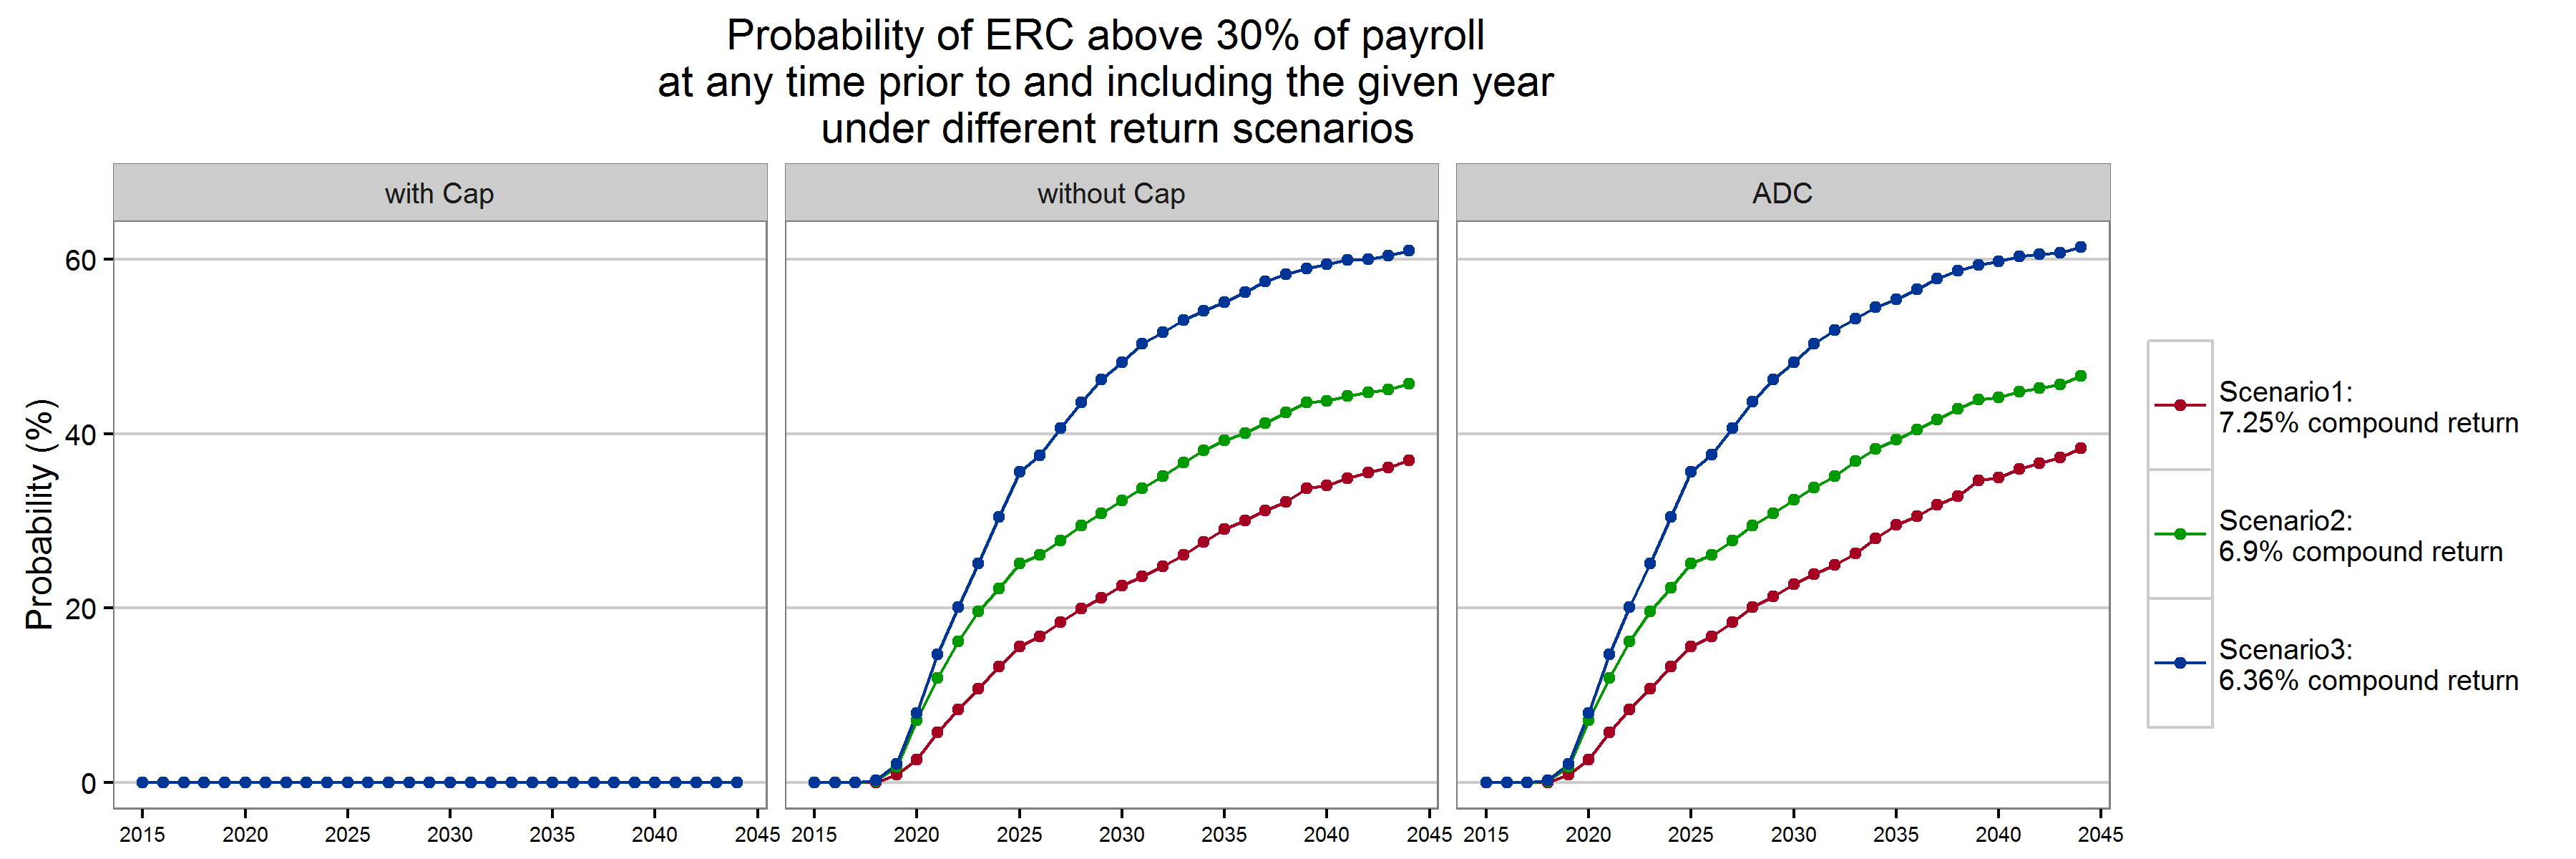 Probability of ERC above 30% of payroll
at any time prior to and including the given year
under different return scenarios
with Cap
without Cap
ADC
Probability (%)
60
40
20
0
2015 2020 2025 2030 2035 2040 2045
2015 2020 2025 2030 2035 2040 2045
2015 2020 2025 2030 2035 2040 2045
Scenario1:
7.25% compound return
Scenario2:
6.9% compound return
Scenario3:
6.36% compound return